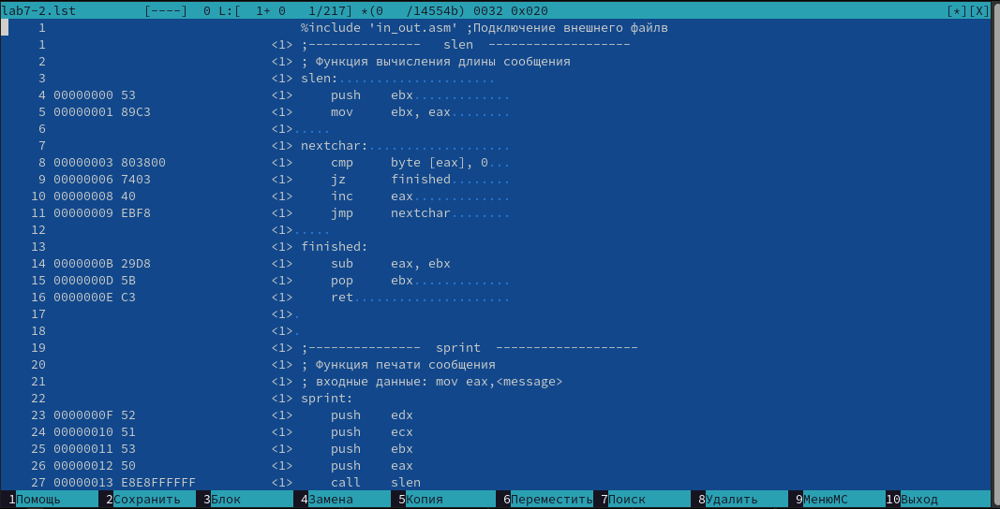 lab7-2.lst         [----]  0 L:[  1+ 0   1/217] *(0   /14554b) 0032 0x020                                                     [*][X]
     1                                  %include 'in_out.asm' ;Подключение внешнего файлв
     1                              <1> ;---------------   slen  -------------------
     2                              <1> ; Функция вычисления длины сообщения
     3                              <1> slen:.....................
     4 00000000 53                  <1>     push    ebx.............
     5 00000001 89C3                <1>     mov     ebx, eax........
     6                              <1>.....
     7                              <1> nextchar:...................
     8 00000003 803800              <1>     cmp     byte [eax], 0...
     9 00000006 7403                <1>     jz      finished........
    10 00000008 40                  <1>     inc     eax.............
    11 00000009 EBF8                <1>     jmp     nextchar........
    12                              <1>.....
    13                              <1> finished:
    14 0000000B 29D8                <1>     sub     eax, ebx
    15 0000000D 5B                  <1>     pop     ebx.............
    16 0000000E C3                  <1>     ret.....................
    17                              <1>.
    18                              <1>.
    19                              <1> ;---------------  sprint  -------------------
    20                              <1> ; Функция печати сообщения
    21                              <1> ; входные данные: mov eax,<message>
    22                              <1> sprint:
    23 0000000F 52                  <1>     push    edx
    24 00000010 51                  <1>     push    ecx
    25 00000011 53                  <1>     push    ebx
    26 00000012 50                  <1>     push    eax
    27 00000013 E8E8FFFFFF          <1>     call    slen
1Помощь 2Сохранить 3Блок 4Замена 5Копия 6Переместить 7Поиск 8Удалить 9МенюМС 10Выход